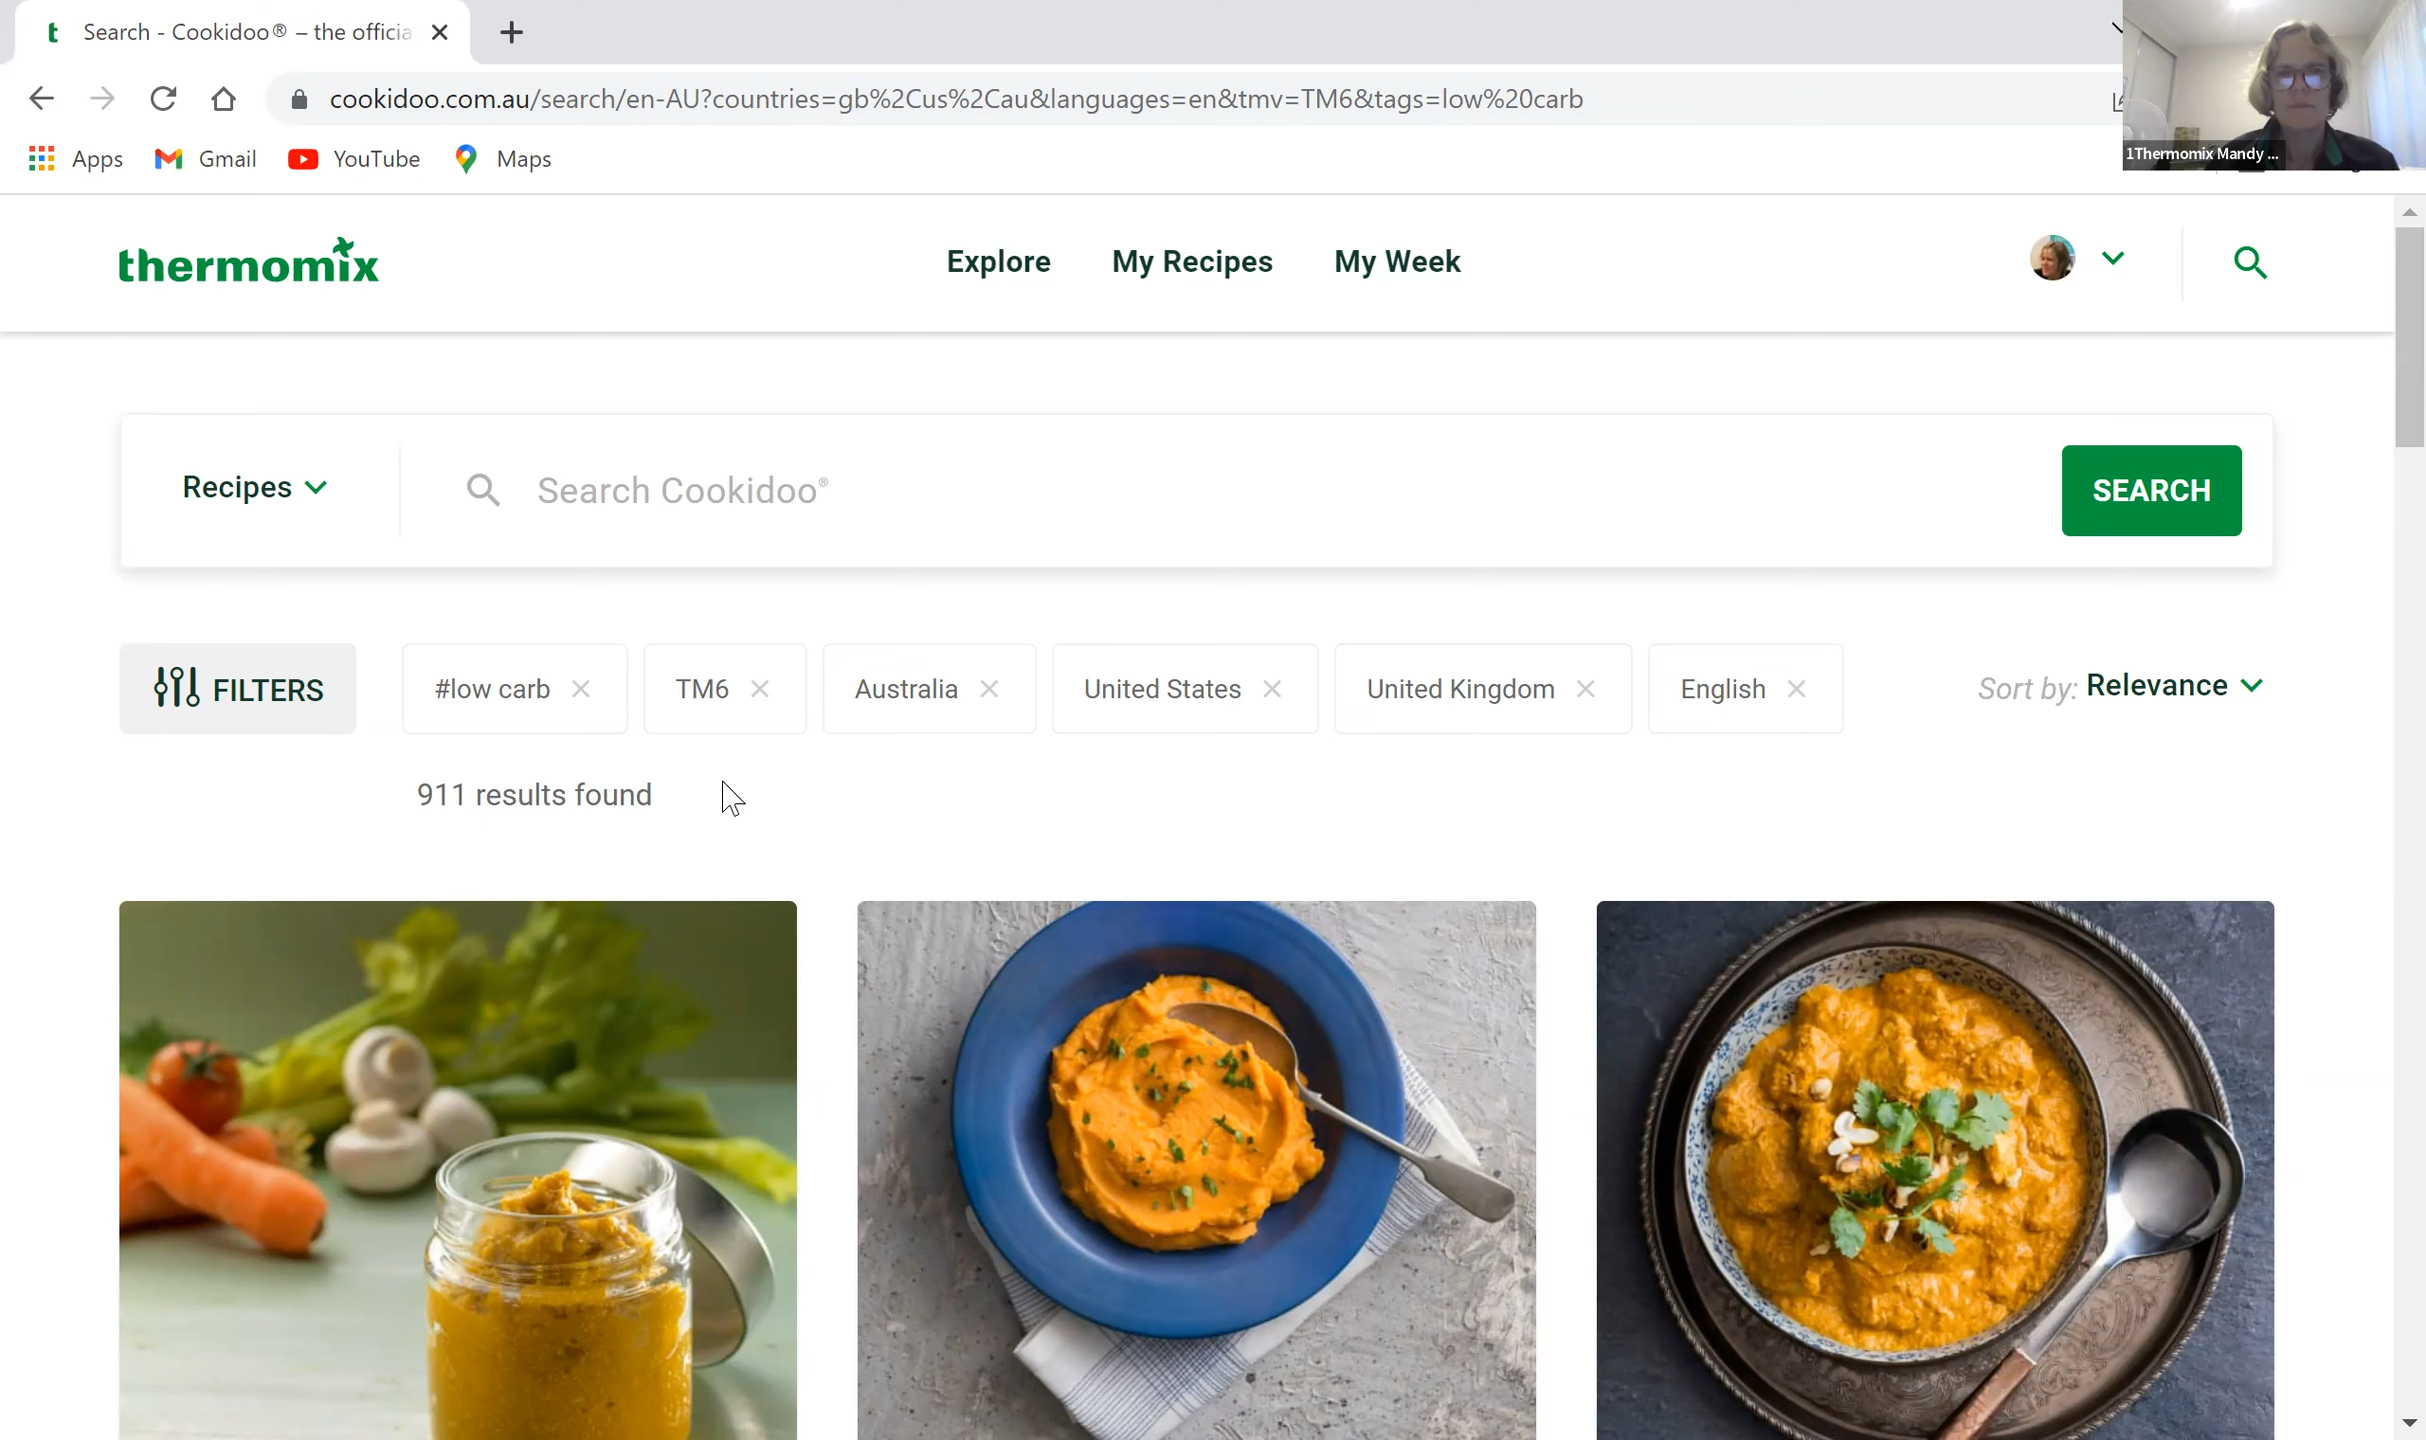 t Search - Cookidoo® – the officia
cookidoo.com.au/search/en-AU?countries=gb%2Cus%2Cau&languages=en&tmv=TM6&tags=low%20carb
Apps Gmail YouTube Maps
1Thermomix Mandy ...
thermomix Explore My Recipes My Week
Recipes Search Cookidoo® SEARCH
FILTERS #low carb TM6 Australia United States United Kingdom English Sort by: Relevance
911 results found